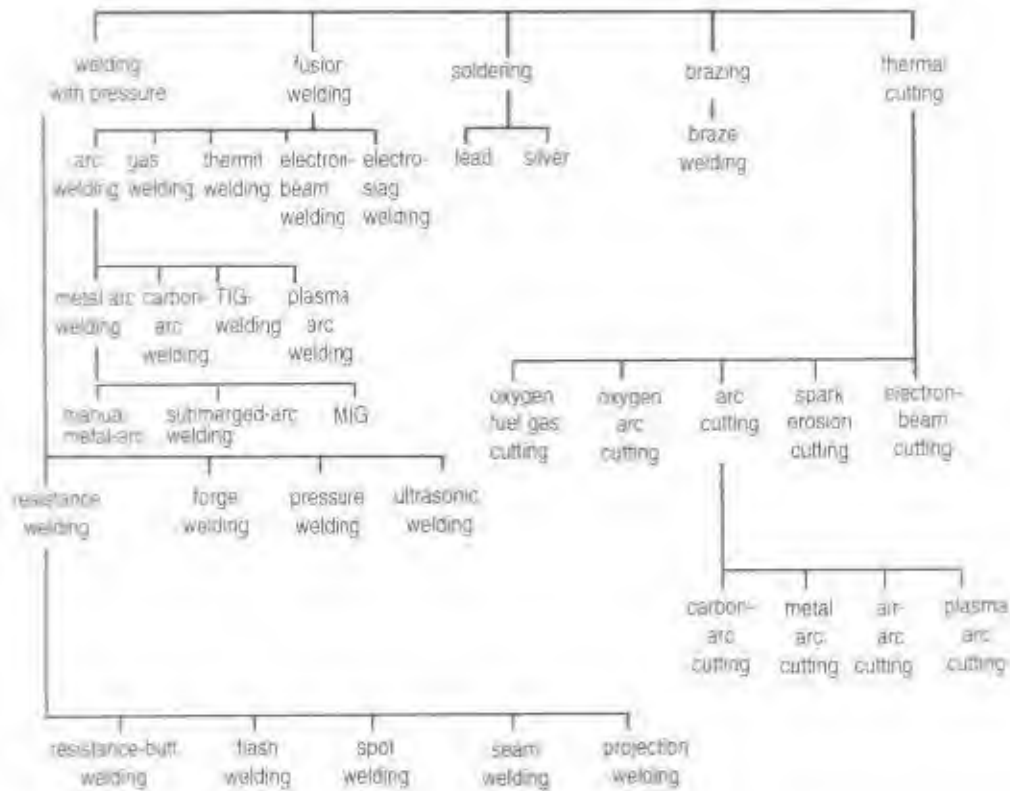 welding
with pressure
fusion
welding
soldering
brazing
thermal
cutting
arc
welding
gas
welding
thermit
welding
electron-
beam
welding
electro-
slag
welding
lead
silver
braze
welding
metal arc
welding
carbon-
arc
welding
TIG-
welding
plasma
arc
welding
manual
metal-arc
submerged-arc
welding
MIG
oxygen
fuel gas
cutting
oxygen
arc
cutting
arc
cutting
spark
erosion
cutting
electron-
beam
cutting
resistance
welding
forge
welding
pressure
welding
ultrasonic
welding
carbon-
arc
cutting
metal
arc
cutting
air-
arc
cutting
plasma
arc
cutting
resistance-butt
welding
flash
welding
spot
welding
seam
welding
projection
welding